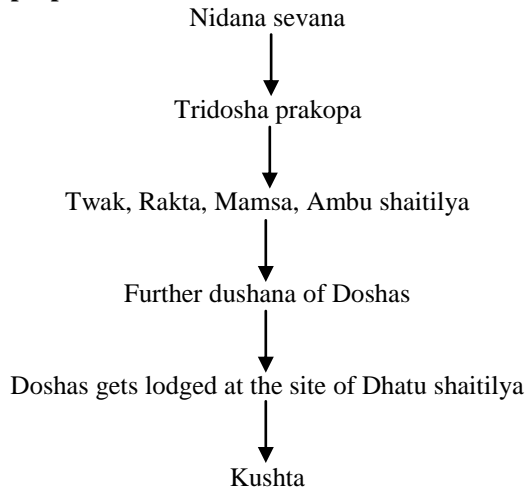 Nidana sevana
Tridosha prakopa
Twak, Rakta, Mamsa, Ambu shaitilya
Further dushana of Doshas
Doshas gets lodged at the site of Dhatu shaitilya
Kushta